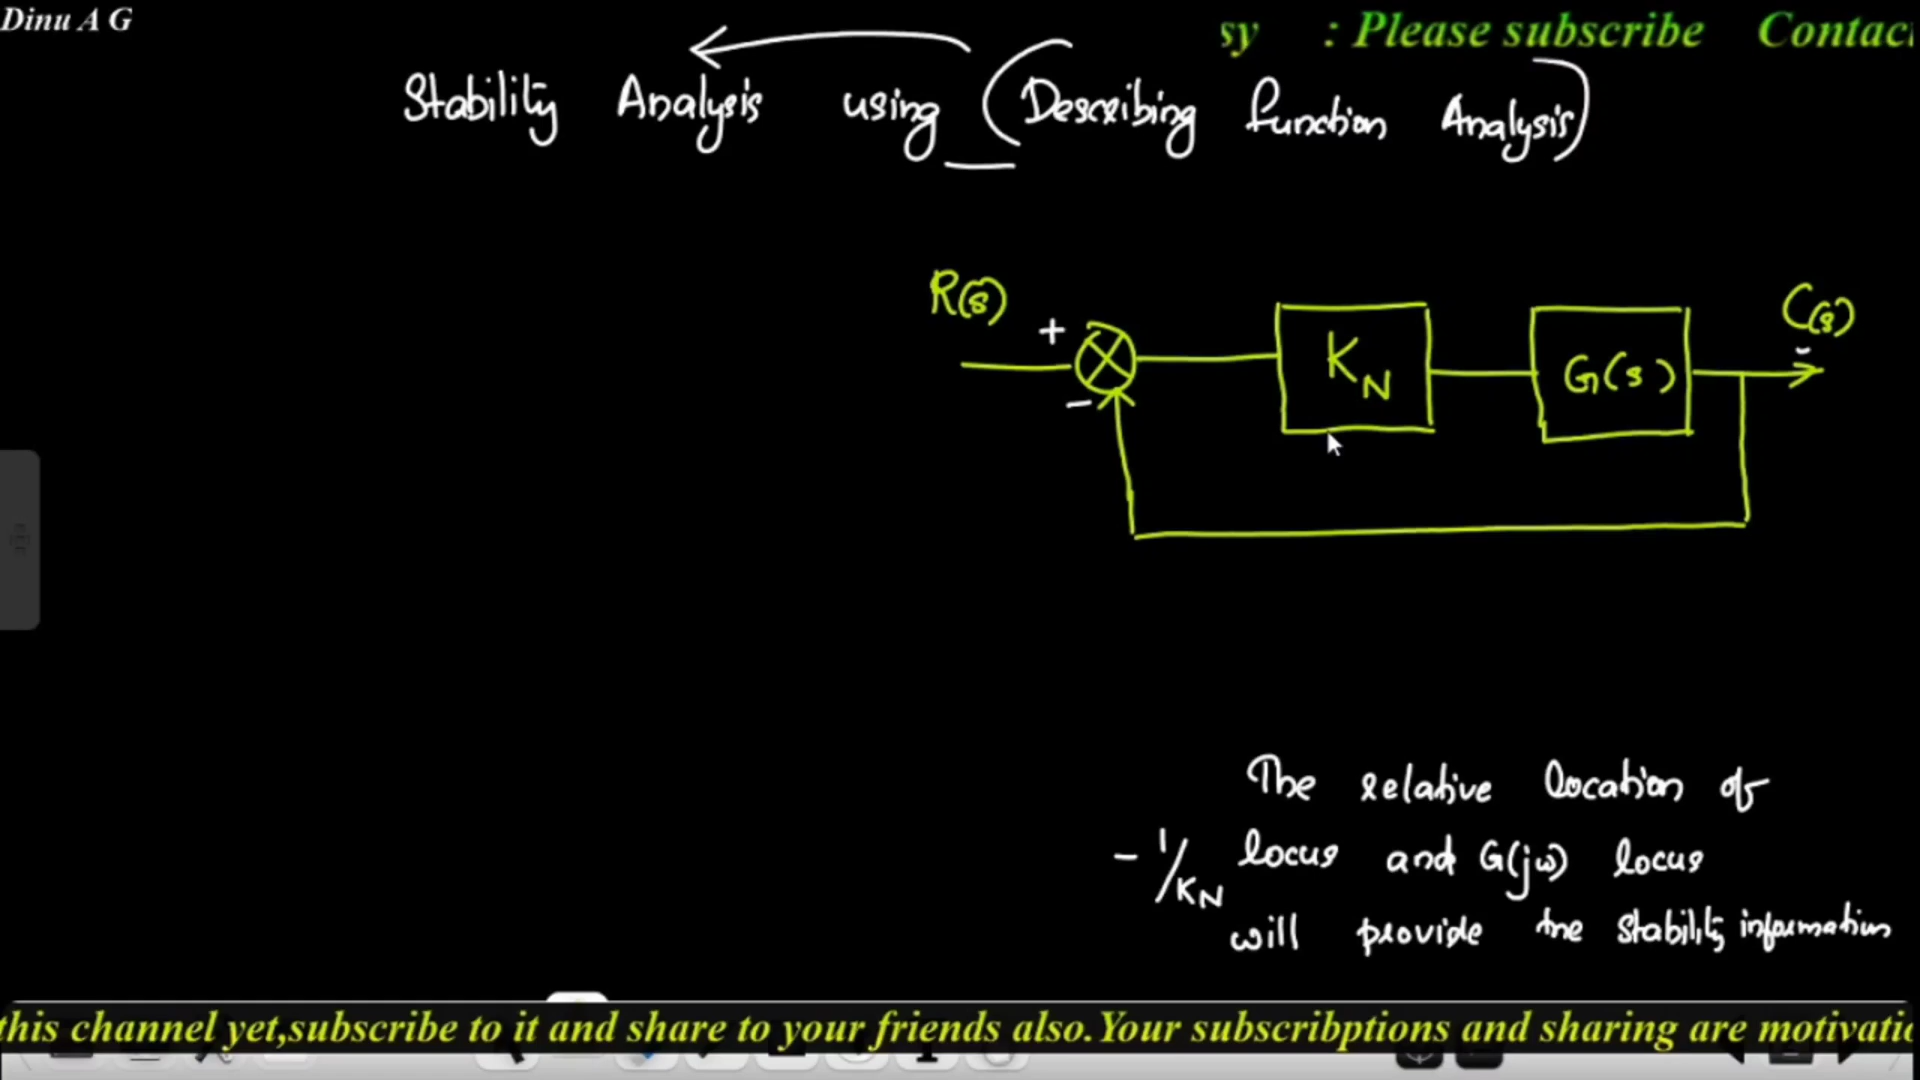 Dinu A G
sy : Please subscribe Contac
Stability Analysis using (Describing function Analysis)
R(s)
C(s)
+
KN
G(s)
-
The relative location of
- 1/KN locus and G(jω) locus
will provide the stability information
this channel yet,subscribe to it and share to your friends also.Your subscribptions and sharing are motivatio